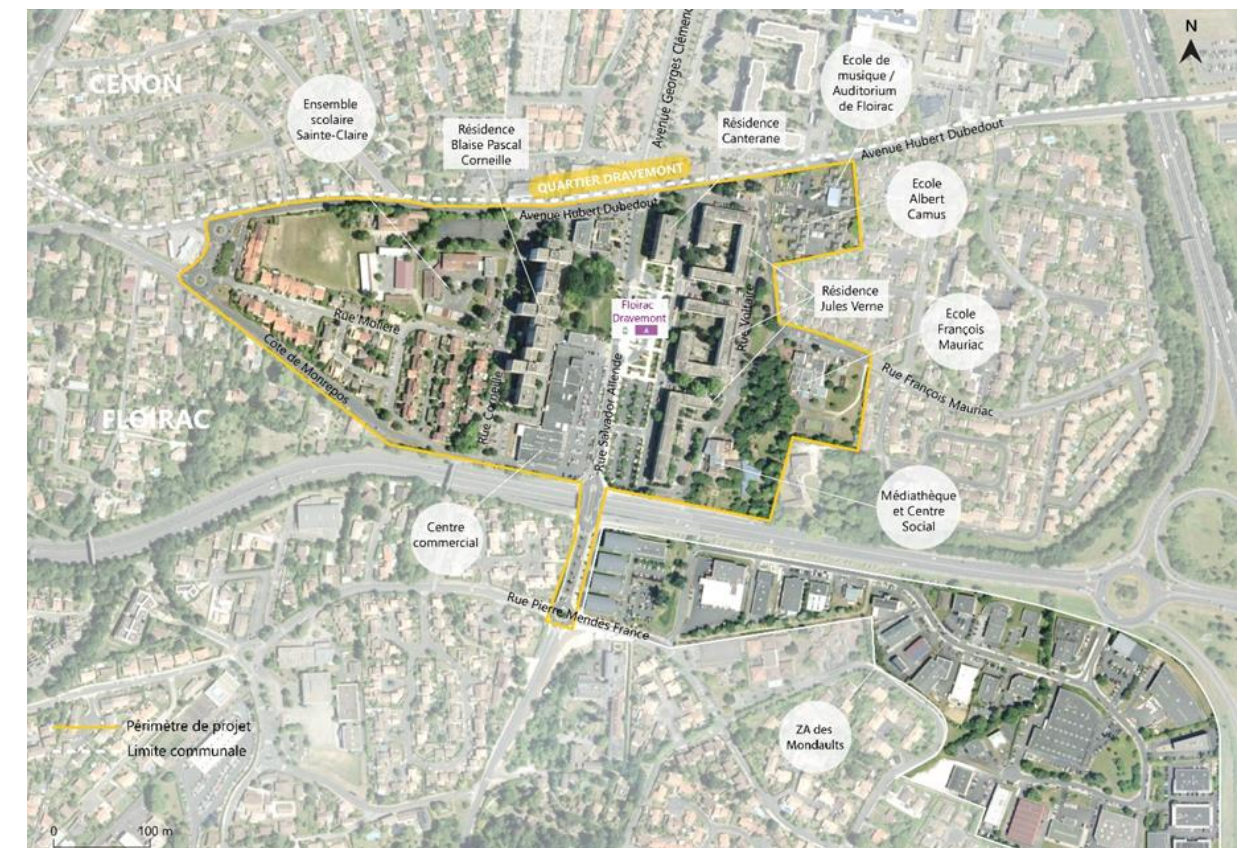 N
CENON
Ensemble
scolaire
Sainte-Claire
Résidence
Blaise Pascal
Corneille
Avenue Georges Clémenc
Résidence
Canterane
Ecole de
musique /
Auditorium
de Floirac
Avenue Hubert Dubedout
QUARTIER DRAVEMONT
Avenue Hubert Dubedout
Ecole
Albert
Camus
Résidence
Jules Verne
Rue Voltaire
Floirac
Dravemont
A
Ecole
François
Mauriac
Rue Molière
Côte de Monrepos
Rue Corneille
Rue Salvador Allende
Rue François Mauriac
FLOIRAC
Centre
commercial
Médiathèque
et Centre
Social
Rue Pierre Mendès France
ZA des
Mondaults
Périmètre de projet
Limite communale
0 100 m